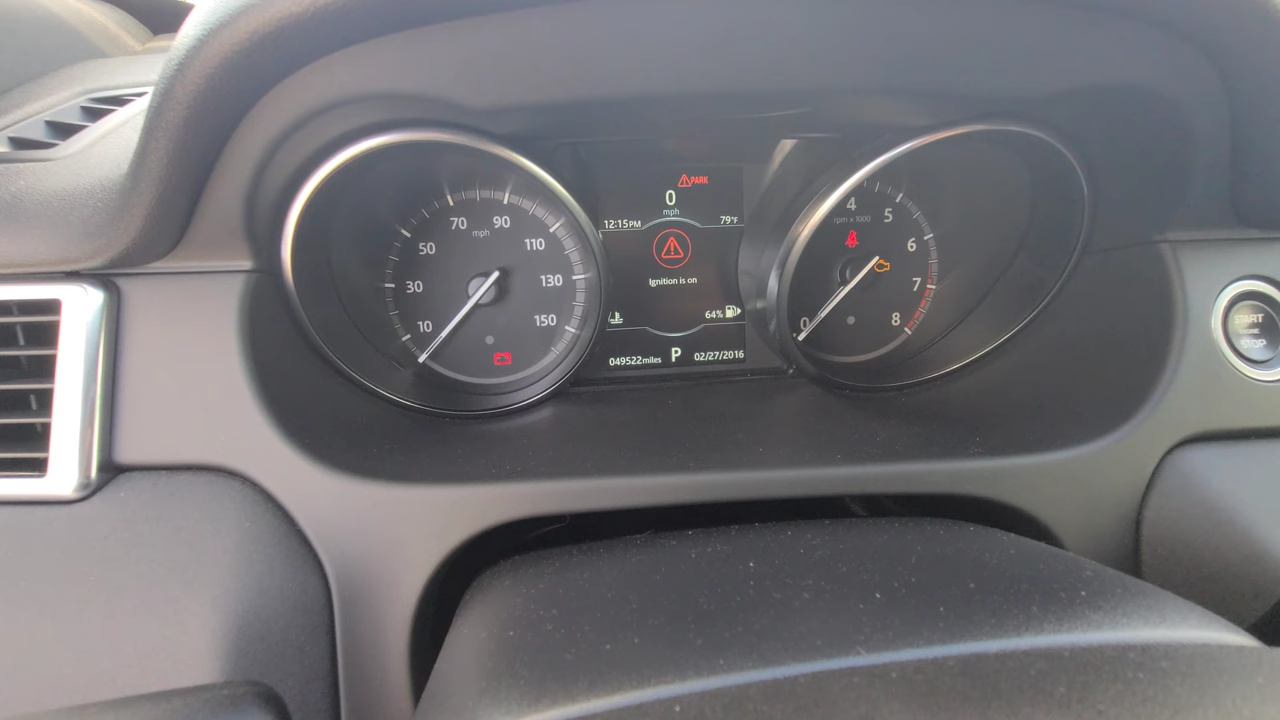 PARK
0
mph
12:15PM 79°F
Ignition is on
64%
049522miles P 02/27/2016
10
30
50
70
90
110
130
150
mph
0
4
5
6
7
8
rpm x 1000
START
ENGINE
STOP